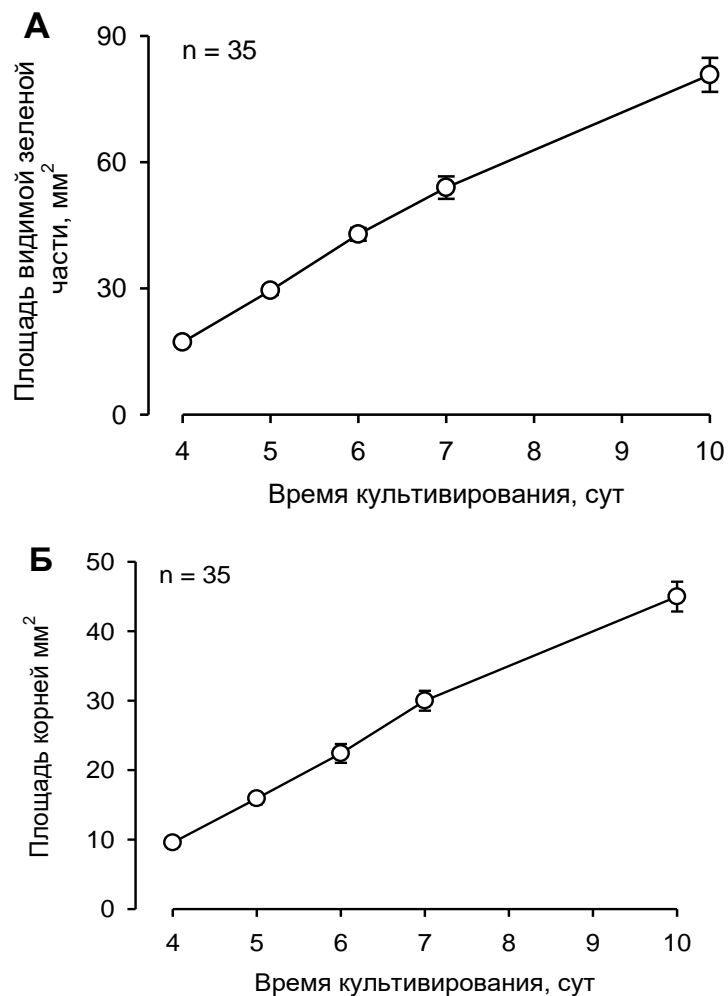 А
n = 35
Площадь видимой зеленой
части, мм²
90
60
30
0
4 5 6 7 8 9 10
Время культивирования, сут
Б
n = 35
Площадь корней мм²
50
40
30
20
10
0
4 5 6 7 8 9 10
Время культивирования, сут